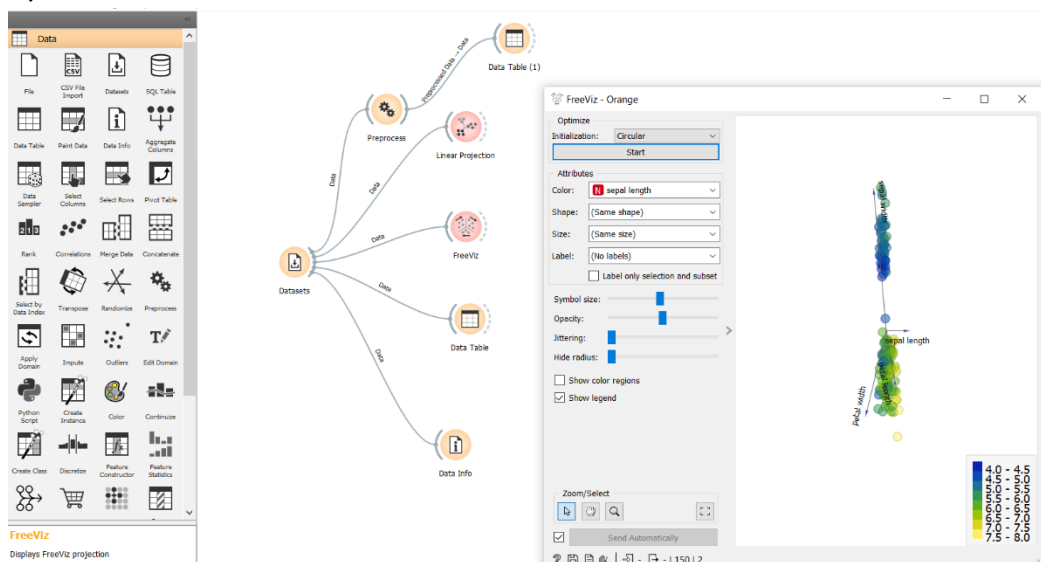 Data
File
CSV File Import
Datasets
SQL Table
Data Table
Paint Data
Data Info
Aggregate Columns
Data Sampler
Select Columns
Select Rows
Pivot Table
Rank
Correlations
Merge Data
Concatenate
Select by Data Index
Transpose
Randomize
Preprocess
Apply Domain
Impute
Outliers
Edit Domain
Python Script
Create Instance
Color
Continuize
Create Class
Discretize
Feature Constructor
Feature Statistics
FreeViz
Displays FreeViz projection
Preprocessed Data → Data
Data Table (1)
Preprocess
Linear Projection
Data
Data
Data
FreeViz
Datasets
Data
Data Table
Data
Data Info
FreeViz - Orange
Optimize
Initialization: Circular
Start
Attributes
Color: N sepal length
Shape: (Same shape)
Size: (Same size)
Label: (No labels)
Label only selection and subset
Symbol size:
Opacity:
Jittering:
Hide radius:
Show color regions
Show legend
Zoom/Select
Send Automatically
sepal width
sepal length
petal length
Petal width
4.0 - 4.5
4.5 - 5.0
5.0 - 5.5
5.5 - 6.0
6.0 - 6.5
6.5 - 7.0
7.0 - 7.5
7.5 - 8.0